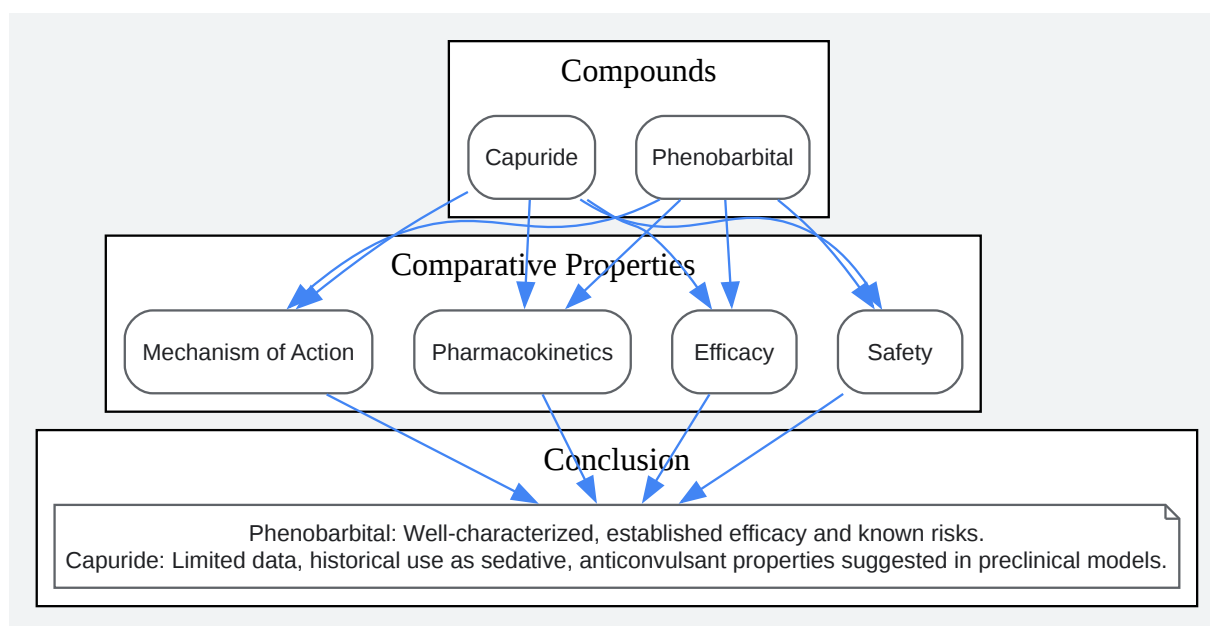 Compounds
Capuride
Phenobarbital
Comparative Properties
Mechanism of Action
Pharmacokinetics
Efficacy
Safety
Conclusion
Phenobarbital: Well-characterized, established efficacy and known risks.
Capuride: Limited data, historical use as sedative, anticonvulsant properties suggested in preclinical models.